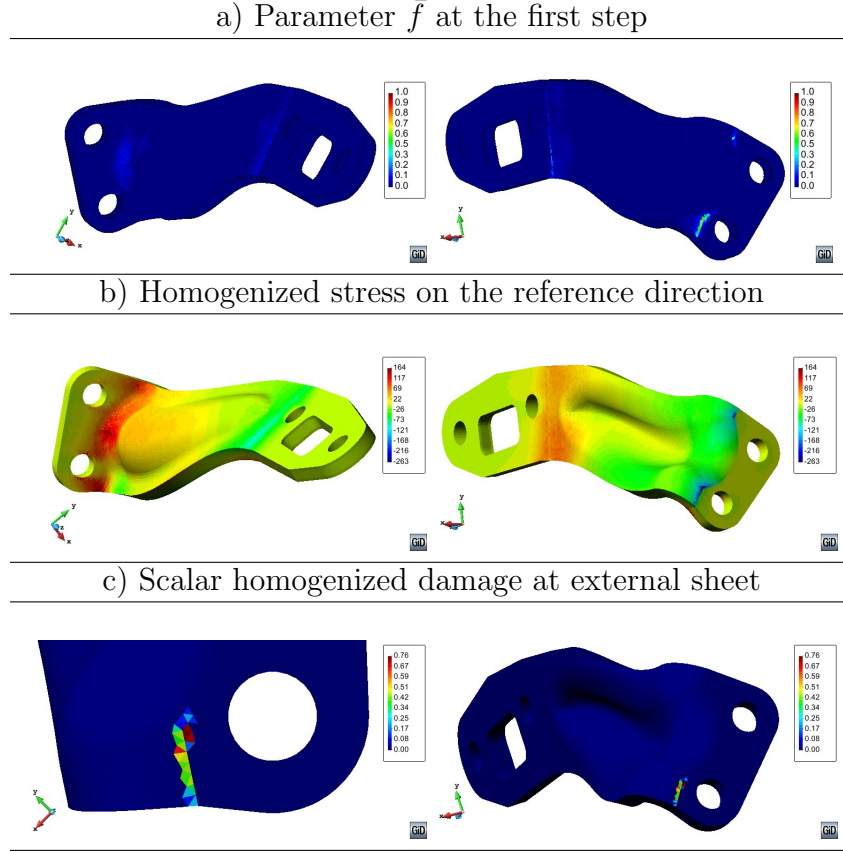 a) Parameter f̄ at the first step
1.0
0.9
0.8
0.7
0.6
0.5
0.4
0.3
0.2
0.1
0.0
y
x
GiD
1.0
0.9
0.8
0.7
0.6
0.5
0.4
0.3
0.2
0.1
0.0
y
x
GiD
b) Homogenized stress on the reference direction
164
117
69
22
-26
-73
-121
-168
-216
-263
y
z
x
GiD
164
117
69
22
-26
-73
-121
-168
-216
-263
y
x
GiD
c) Scalar homogenized damage at external sheet
0.76
0.67
0.59
0.51
0.42
0.34
0.25
0.17
0.08
0.00
y
x
GiD
0.76
0.67
0.59
0.51
0.42
0.34
0.25
0.17
0.08
0.00
y
x
GiD